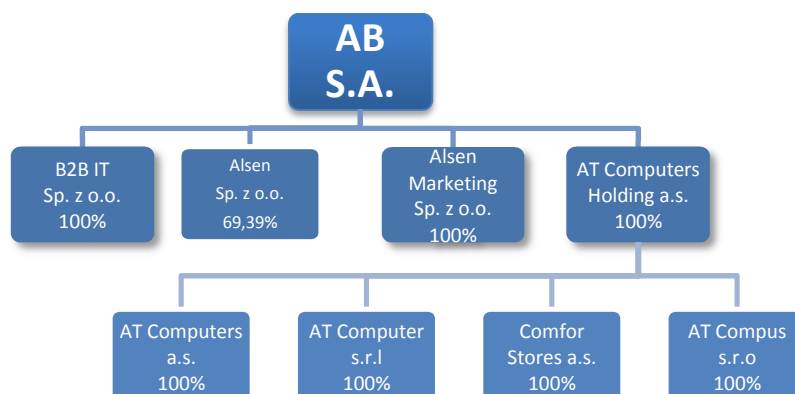 AB
S.A.
B2B IT
Sp. z o.o.
100%
Alsen
Sp. z o.o.
69,39%
Alsen
Marketing
Sp. z o.o.
100%
AT Computers
Holding a.s.
100%
AT Computers
a.s.
100%
AT Computer
s.r.l
100%
Comfor
Stores a.s.
100%
AT Compus
s.r.o
100%